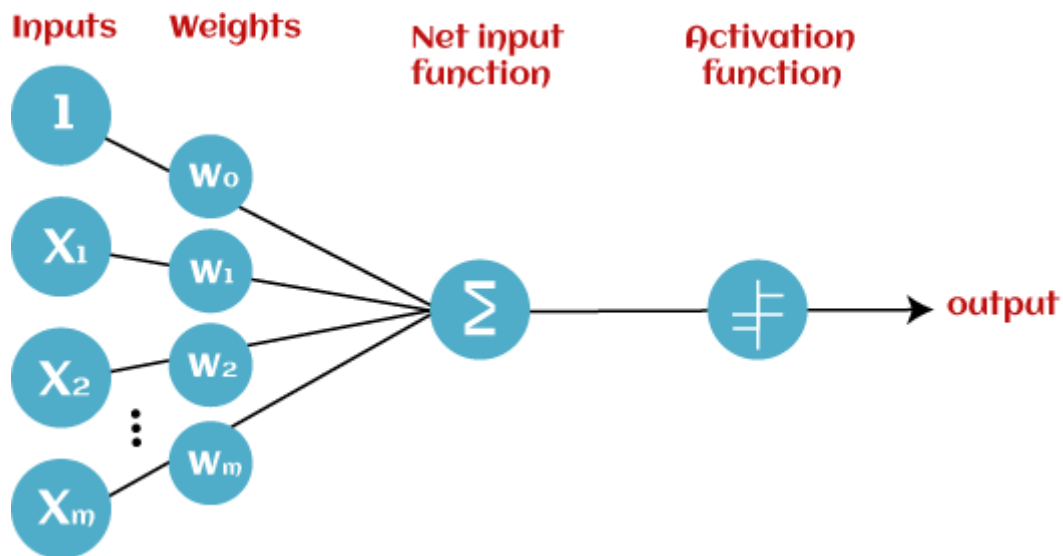 Inputs Weights Net input function Activation function
1
W0
X1
W1
Σ
output
X2
W2
Wm
Xm